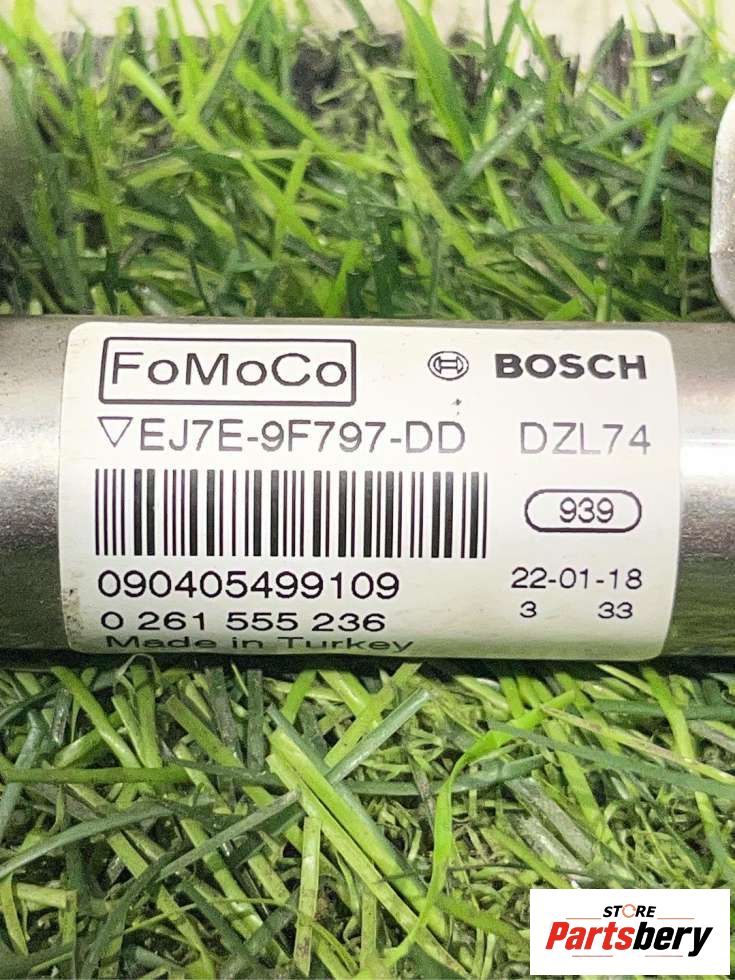 FoMoCo BOSCH
▽EJ7E-9F797-DD DZL74
939
090405499109 22-01-18
0 261 555 236 3 33
Made in Turkey
STORE
Partsbery